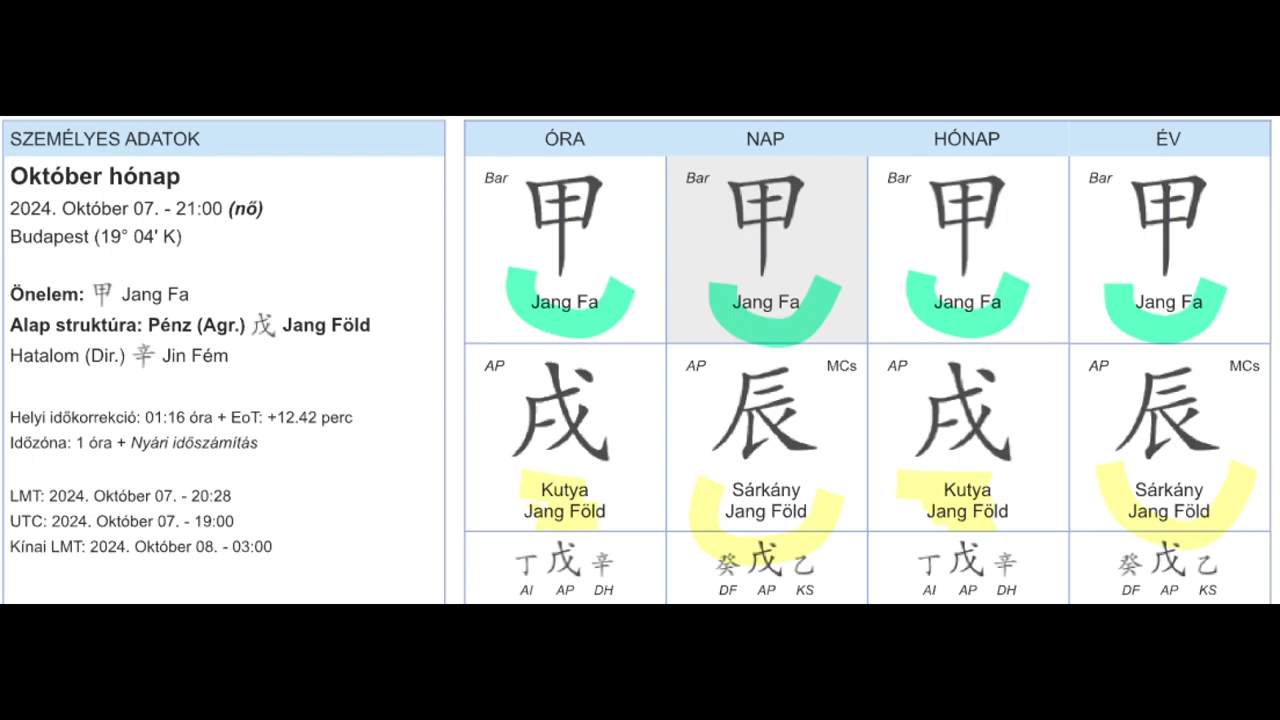 SZEMÉLYES ADATOK
Október hónap
2024. Október 07. - 21:00 (nő)
Budapest (19° 04' K)
Önelem: 甲 Jang Fa
Alap struktúra: Pénz (Agr.) 戊 Jang Föld
Hatalom (Dir.) 辛 Jin Fém
Helyi időkorrekció: 01:16 óra + EoT: +12.42 perc
Időzóna: 1 óra + Nyári időszámítás
LMT: 2024. Október 07. - 20:28
UTC: 2024. Október 07. - 19:00
Kínai LMT: 2024. Október 08. - 03:00
ÓRA NAP HÓNAP ÉV
Bar Bar Bar Bar
甲 甲 甲 甲
Jang Fa Jang Fa Jang Fa Jang Fa
AP AP MCs AP AP MCs
戌 辰 戌 辰
Kutya Sárkány Kutya Sárkány
Jang Föld Jang Föld Jang Föld Jang Föld
丁 戊 辛 癸 戊 乙 丁 戊 辛 癸 戊 乙
AI AP DH DF AP KS AI AP DH DF AP KS